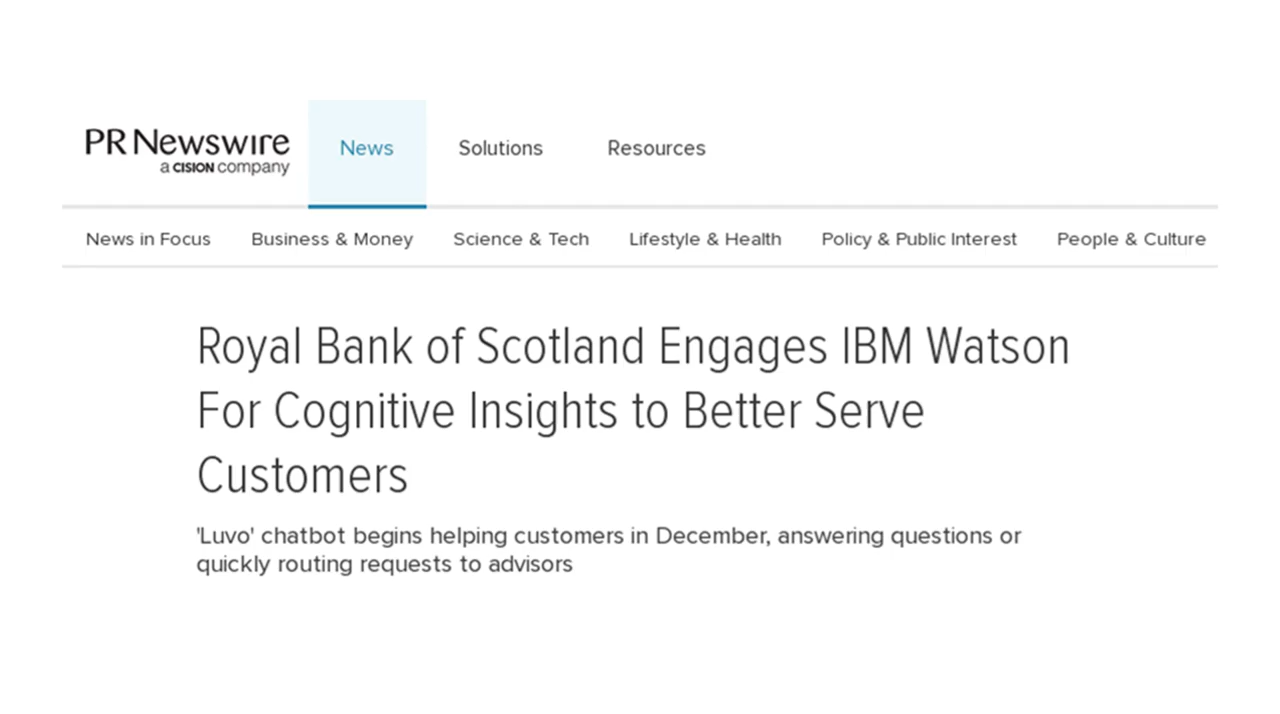 PR Newswire
a CISION company
News
Solutions
Resources
News in Focus
Business & Money
Science & Tech
Lifestyle & Health
Policy & Public Interest
People & Culture
Royal Bank of Scotland Engages IBM Watson
For Cognitive Insights to Better Serve
Customers
'Luvo' chatbot begins helping customers in December, answering questions or
quickly routing requests to advisors